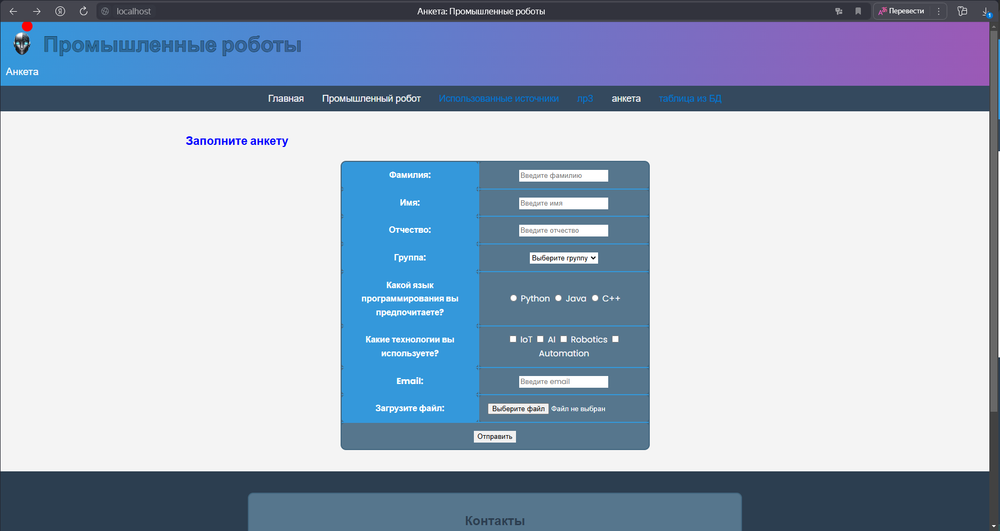 localhost
Анкета: Промышленные роботы
Перевести
1
Промышленные роботы
Анкета
Главная Промышленный робот Использованные источники лр3 анкета таблица из БД
Заполните анкету
Фамилия: Введите фамилию
Имя: Введите имя
Отчество: Введите отчество
Группа: Выберите группу
Какой язык
программирования вы
предпочитаете?
Python Java C++
Какие технологии вы
используете?
IoT AI Robotics
Automation
Email: Введите email
Загрузите файл: Выберите файл Файл не выбран
Отправить
Контакты